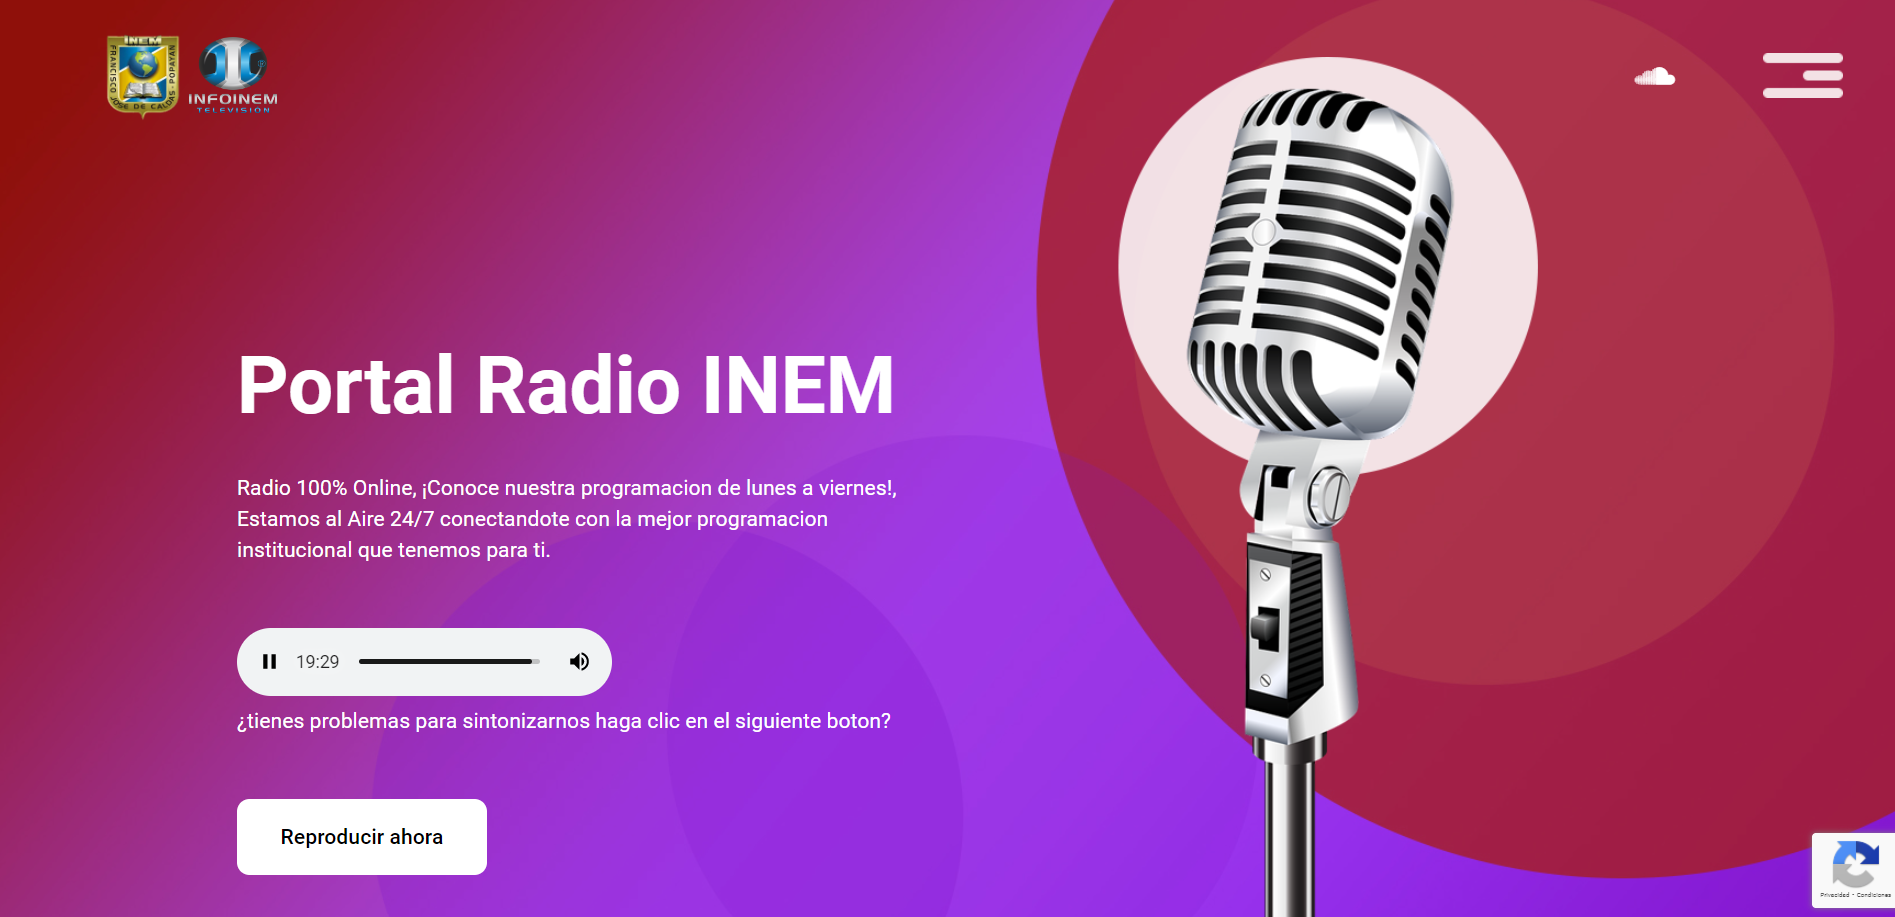 INEM
FRANCISCO JOSE DE CALDAS - POPAYAN
INFOINEM
TELEVISION
Portal Radio INEM
Radio 100% Online, ¡Conoce nuestra programacion de lunes a viernes!,
Estamos al Aire 24/7 conectandote con la mejor programacion
institucional que tenemos para ti.
19:29
¿tienes problemas para sintonizarnos haga clic en el siguiente boton?
Reproducir ahora
Privacidad - Condiciones